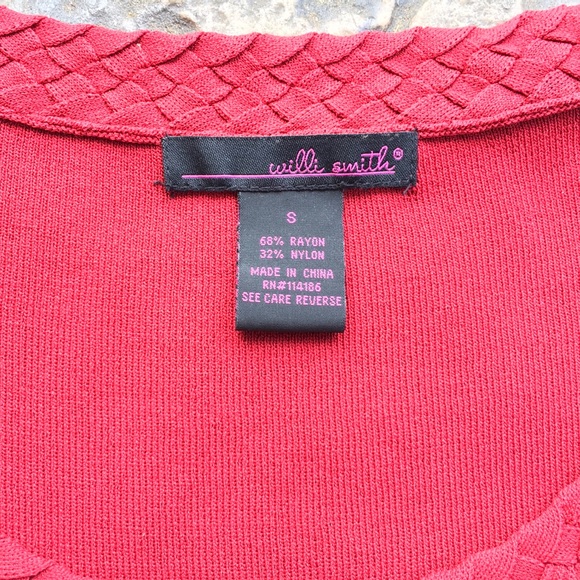 willi smith®
S
68% RAYON
32% NYLON
MADE IN CHINA
RN#114186
SEE CARE REVERSE